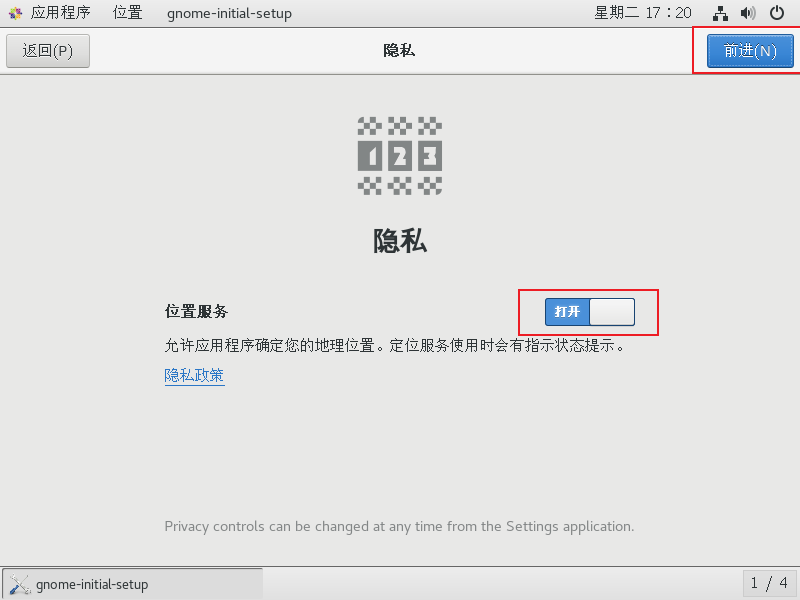 应用程序 位置 gnome-initial-setup 星期二 17：20
返回(P) 隐私 前进(N)
1 2 3
隐私
位置服务 打开
允许应用程序确定您的地理位置。定位服务使用时会有指示状态提示。
隐私政策
Privacy controls can be changed at any time from the Settings application.
gnome-initial-setup 1 / 4